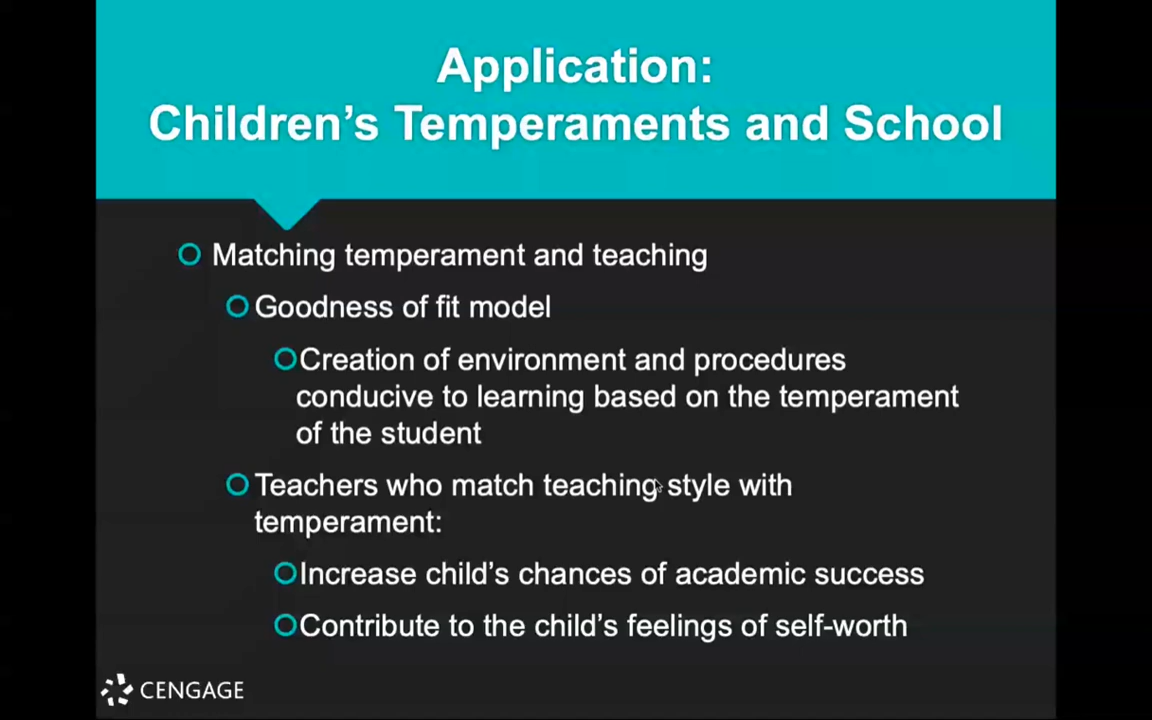 Application:
Children's Temperaments and School
Matching temperament and teaching
Goodness of fit model
Creation of environment and procedures
conducive to learning based on the temperament
of the student
Teachers who match teaching style with
temperament:
Increase child's chances of academic success
Contribute to the child's feelings of self-worth
CENGAGE